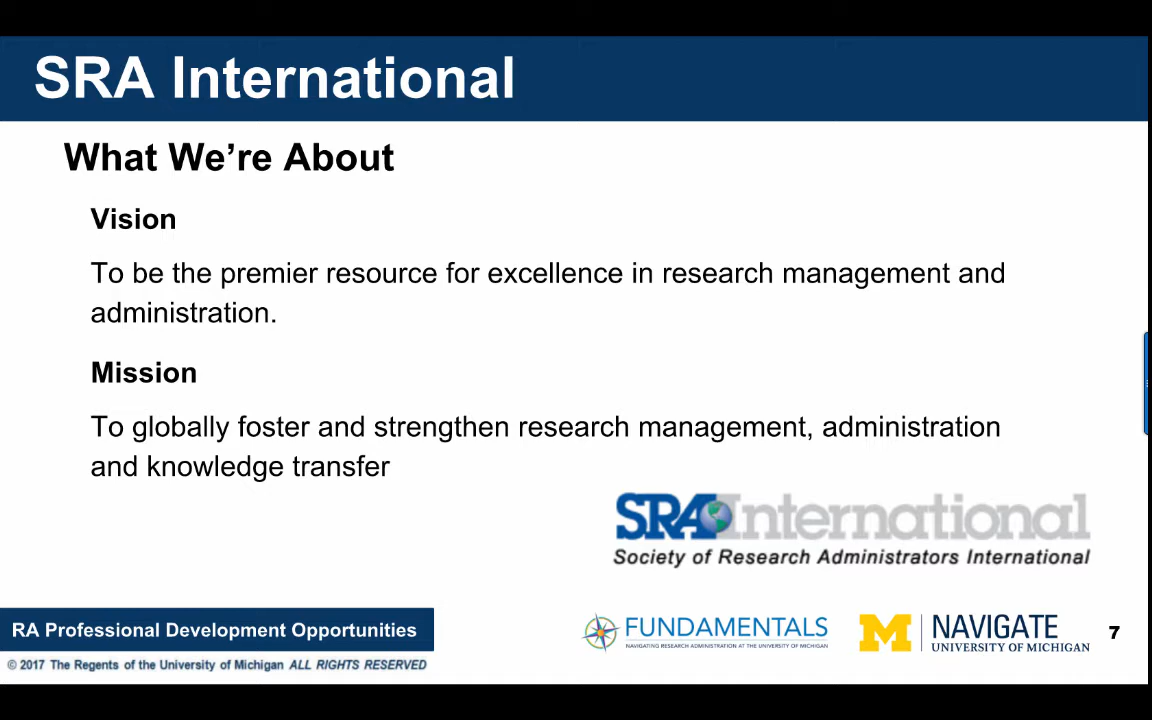 SRA International
What We’re About
Vision
To be the premier resource for excellence in research management and
administration.
Mission
To globally foster and strengthen research management, administration
and knowledge transfer
SRA International
Society of Research Administrators International
RA Professional Development Opportunities
© 2017 The Regents of the University of Michigan ALL RIGHTS RESERVED
FUNDAMENTALS
NAVIGATING RESEARCH ADMINISTRATION AT THE UNIVERSITY OF MICHIGAN
M
NAVIGATE
UNIVERSITY OF MICHIGAN
7